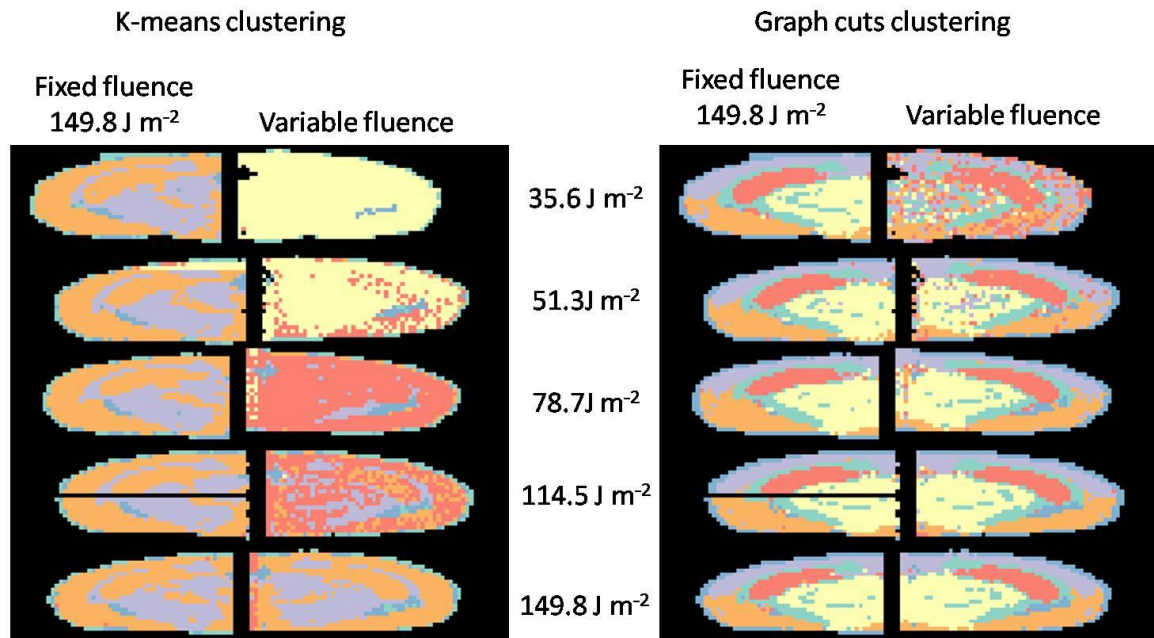 K-means clustering
Graph cuts clustering
Fixed fluence
149.8 J m⁻²
Variable fluence
Fixed fluence
149.8 J m⁻²
Variable fluence
35.6 J m⁻²
51.3J m⁻²
78.7J m⁻²
114.5 J m⁻²
149.8 J m⁻²